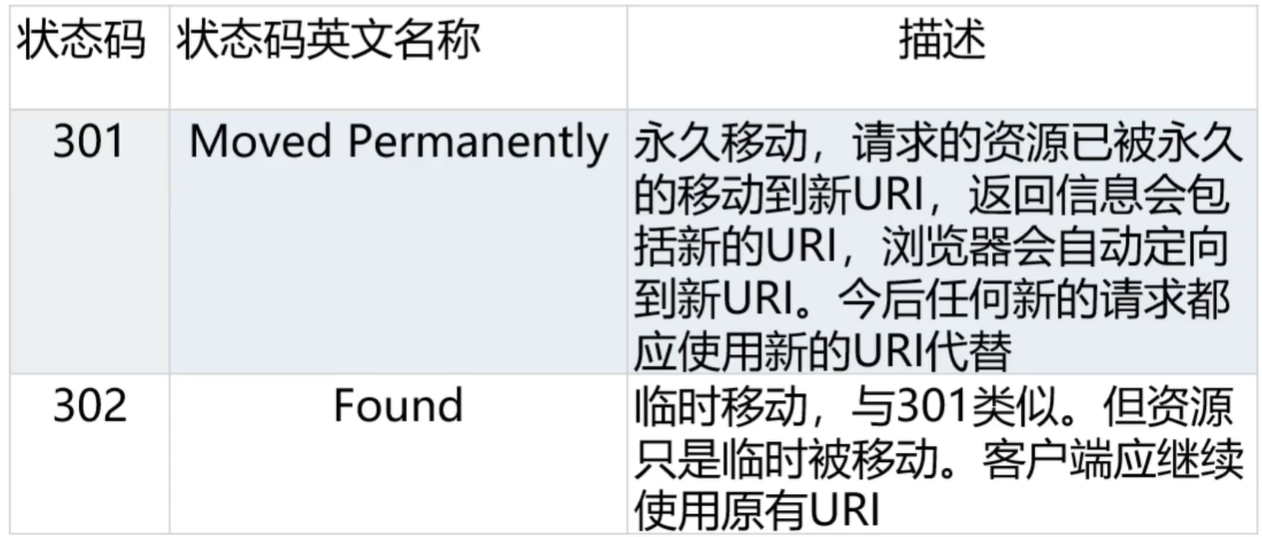 状态码 状态码英文名称 描述
301 Moved Permanently 永久移动，请求的资源已被永久
的移动到新URI，返回信息会包
括新的URI，浏览器会自动定向
到新URI。今后任何新的请求都
应使用新的URI代替
302 Found 临时移动，与301类似。但资源
只是临时被移动。客户端应继续
使用原有URI